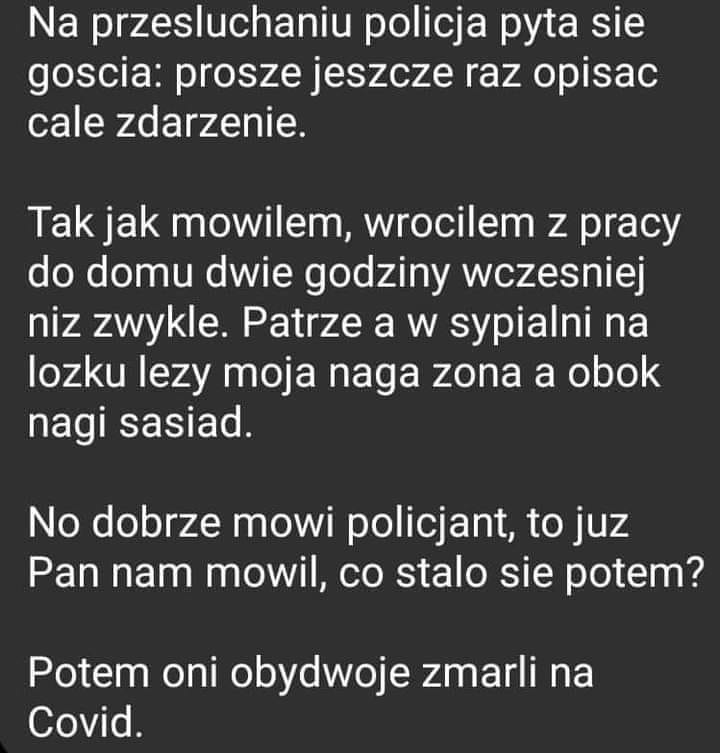 Na przesluchaniu policja pyta sie
goscia: prosze jeszcze raz opisac
cale zdarzenie.
Tak jak mowilem, wrocilem z pracy
do domu dwie godziny wczesniej
niz zwykle. Patrze a w sypialni na
lozku lezy moja naga zona a obok
nagi sasiad.
No dobrze mowi policjant, to juz
Pan nam mowil, co stalo sie potem?
Potem oni obydwoje zmarli na
Covid.